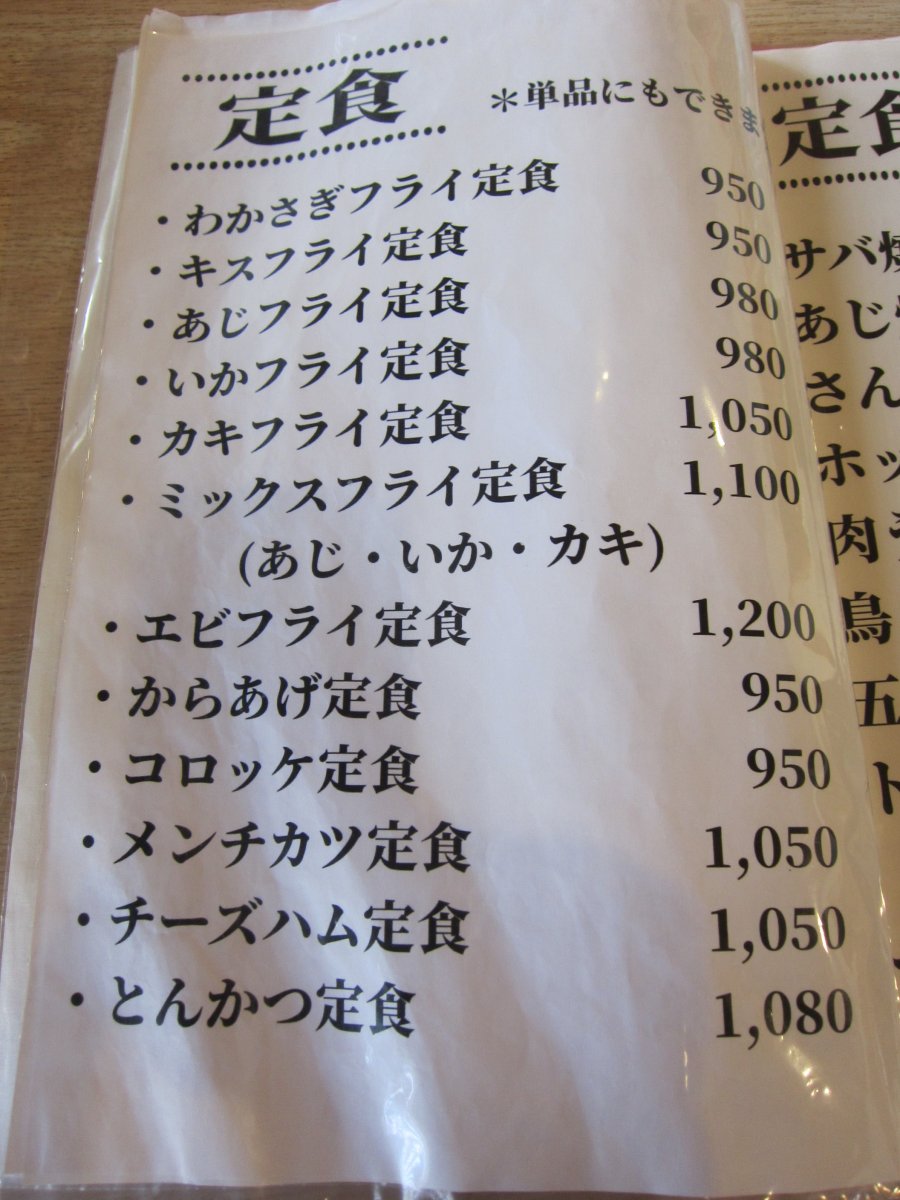 定食
*単品にもできま
・わかさぎフライ定食 950
・キスフライ定食 950
・あじフライ定食 980
・いかフライ定食 980
・カキフライ定食 1,050
・ミックスフライ定食 1,100
(あじ・いか・カキ)
・エビフライ定食 1,200
・からあげ定食 950
・コロッケ定食 950
・メンチカツ定食 1,050
・チーズハム定食 1,050
・とんかつ定食 1,080
定食
サバ
あじ
さん
ホッ
肉
鳥
五